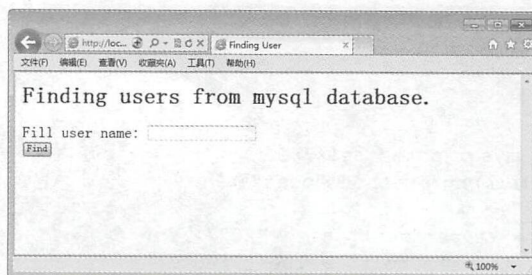 http://loc...
Finding User
文件(F) 编辑(E) 查看(V) 收藏夹(A) 工具(T) 帮助(H)
Finding users from mysql database.
Fill user name:
Find
100%